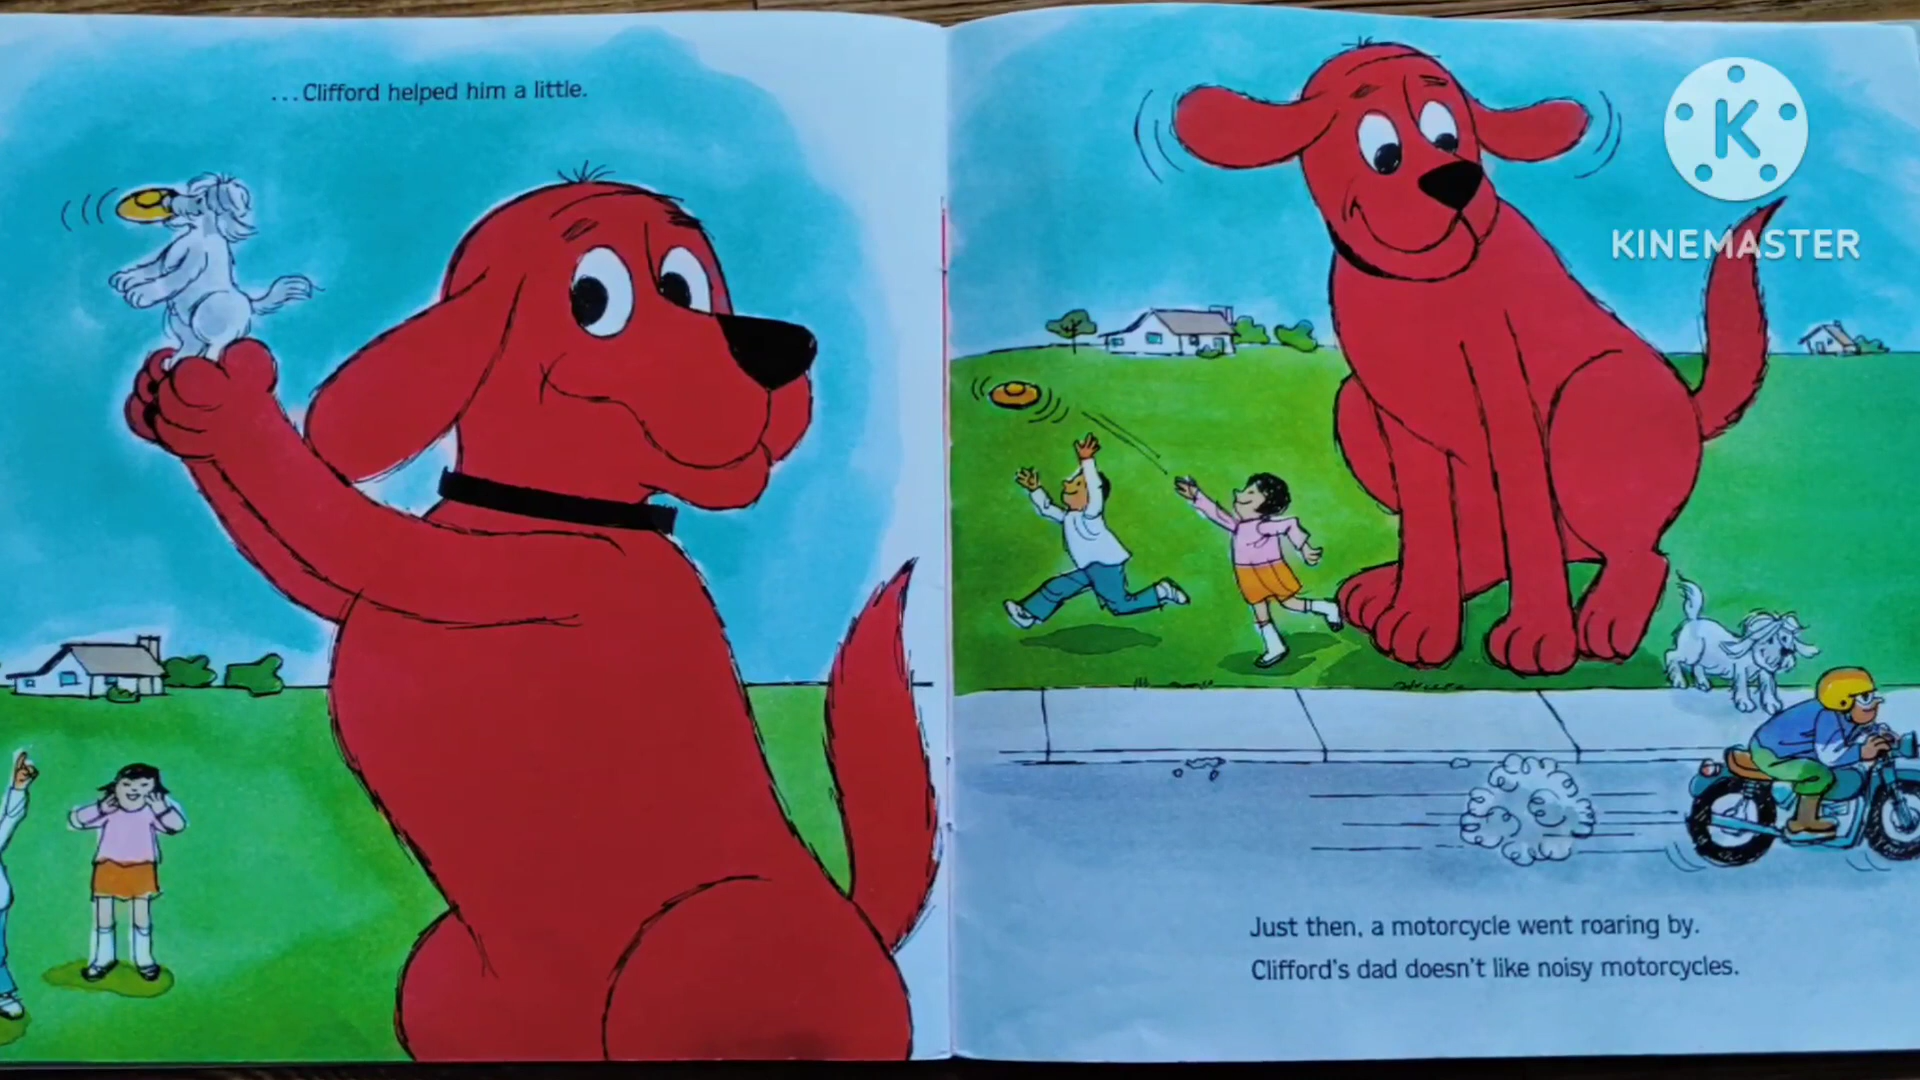 ...Clifford helped him a little.
K
KINEMASTER
Just then, a motorcycle went roaring by.
Clifford's dad doesn't like noisy motorcycles.